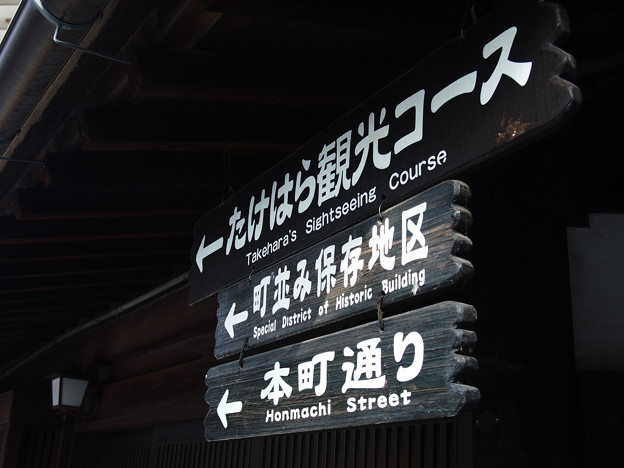 ← たけはら観光コース
Takehara's Sightseeing Course
← 町並み保存地区
Special District of Historic Building
← 本町通り
Honmachi Street